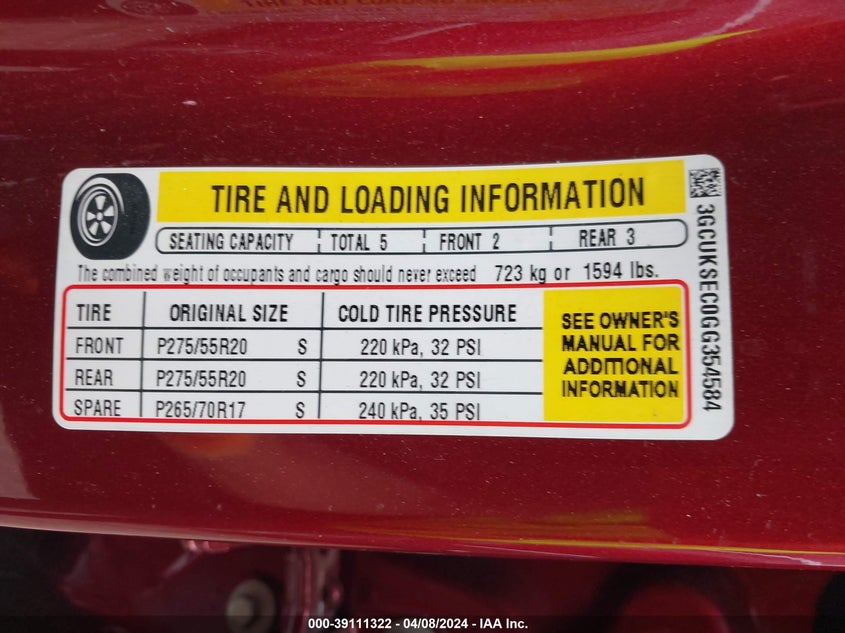 TIRE AND LOADING INFORMATION
SEATING CAPACITY TOTAL 5 FRONT 2 REAR 3
The combined weight of occupants and cargo should never exceed 723 kg or 1594 lbs.
TIRE ORIGINAL SIZE COLD TIRE PRESSURE
FRONT P275/55R20 S 220 kPa, 32 PSI
REAR P275/55R20 S 220 kPa, 32 PSI
SPARE P265/70R17 S 240 kPa, 35 PSI
SEE OWNER'S
MANUAL FOR
ADDITIONAL
INFORMATION
3GCUKSEC0GG354584
000-39111322 - 04/08/2024 - IAA Inc.